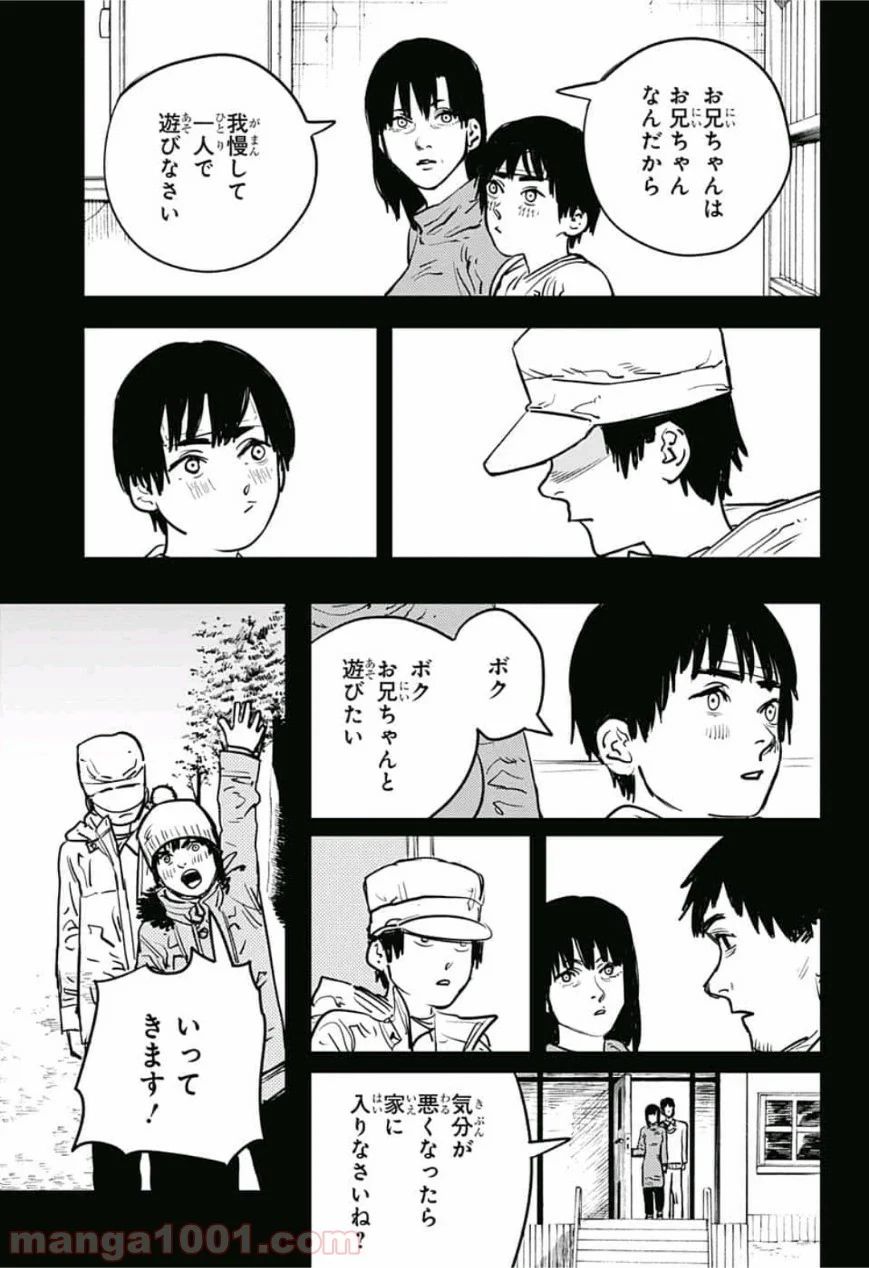 お兄ちゃんは
お兄ちゃん
なんだから
我慢して
一人で
遊びなさい
ボク
ボク
お兄ちゃんと
遊びたい
気分が
悪くなったら
家に
入りなさいね?
いって
きます!
manga1001.com